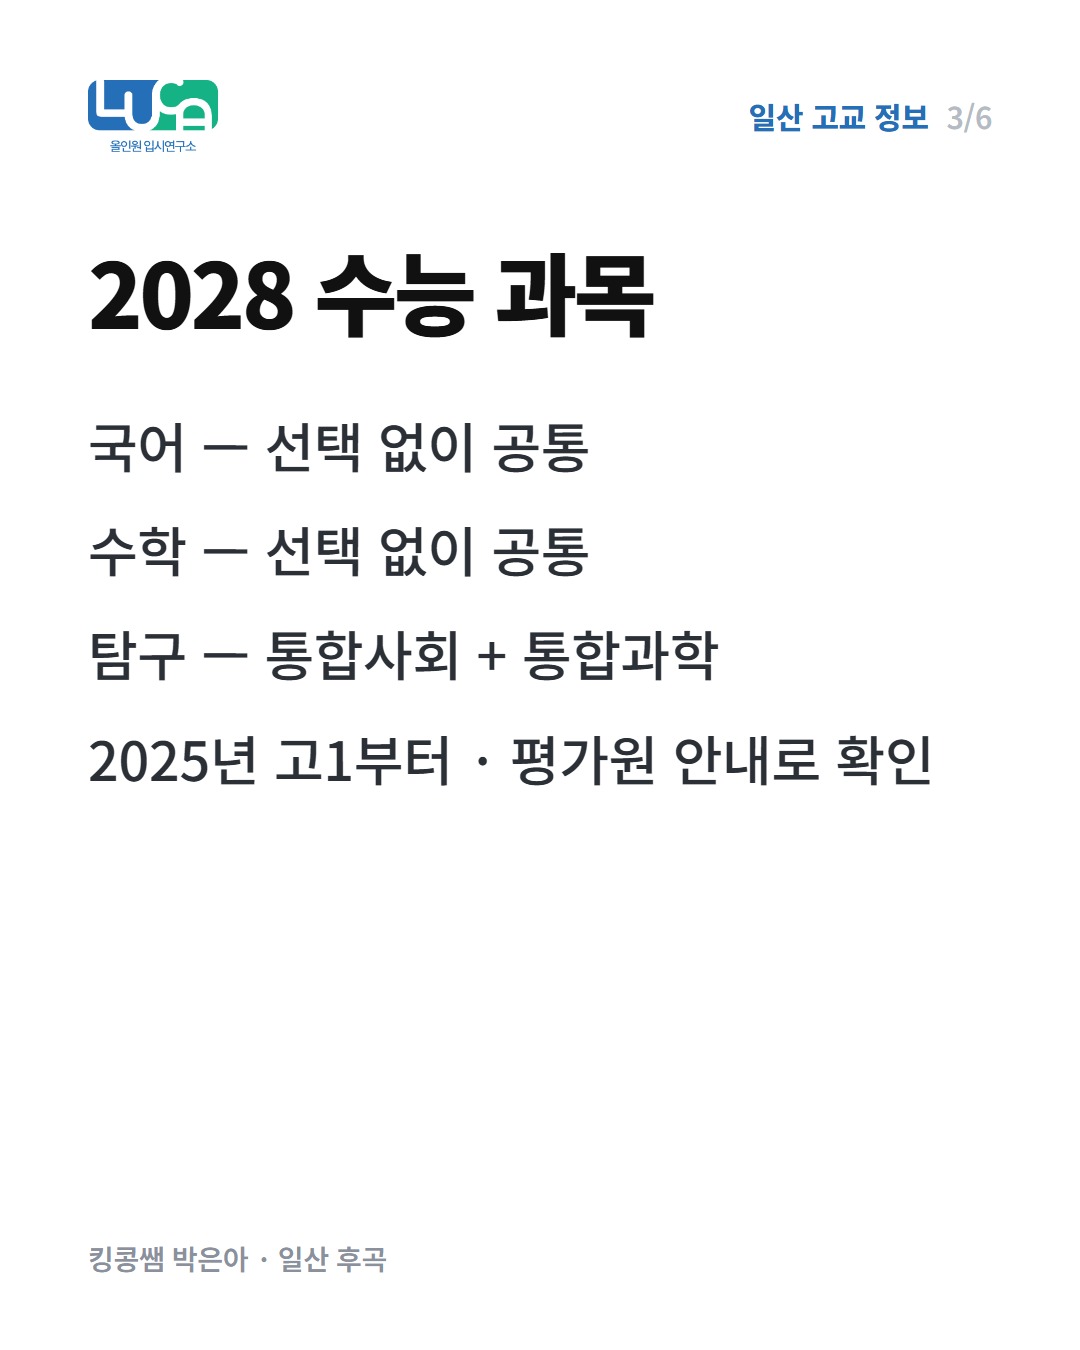 LUCA
올인원 입시연구소
일산 고교 정보 3/6
2028 수능 과목
국어 — 선택 없이 공통
수학 — 선택 없이 공통
탐구 — 통합사회 + 통합과학
2025년 고1부터 · 평가원 안내로 확인
킹콩쌤 박은아 · 일산 후곡